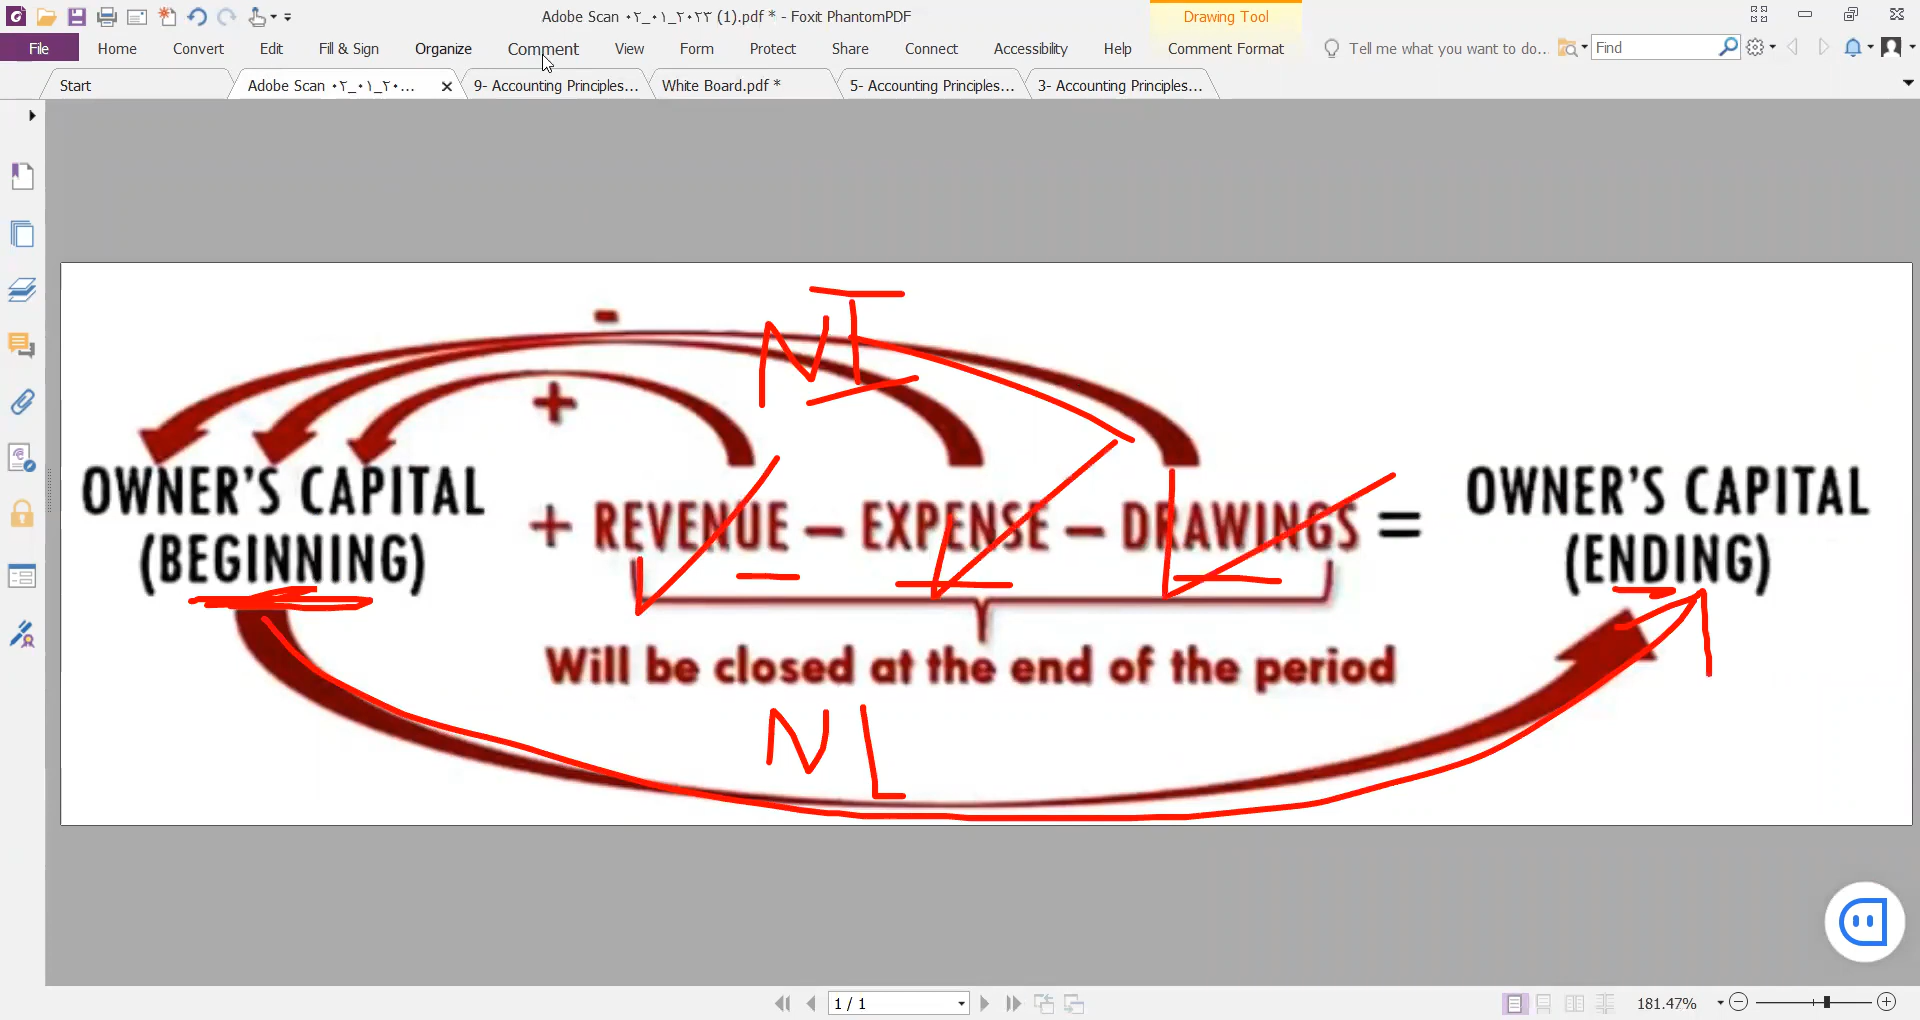 Adobe Scan ٠٢_٠١_٢٠٢٣ (1).pdf * - Foxit PhantomPDF
Drawing Tool
File Home Convert Edit Fill & Sign Organize Comment View Form Protect Share Connect Accessibility Help Comment Format Tell me what you want to do... Find
Start Adobe Scan ٠٢_٠١_٢٠... 9- Accounting Principles... White Board.pdf * 5- Accounting Principles... 3- Accounting Principles...
-
NI
+
OWNER'S CAPITAL
(BEGINNING)
+ REVENUE – EXPENSE – DRAWINGS =
OWNER'S CAPITAL
(ENDING)
Will be closed at the end of the period
NL
1 / 1
181.47%